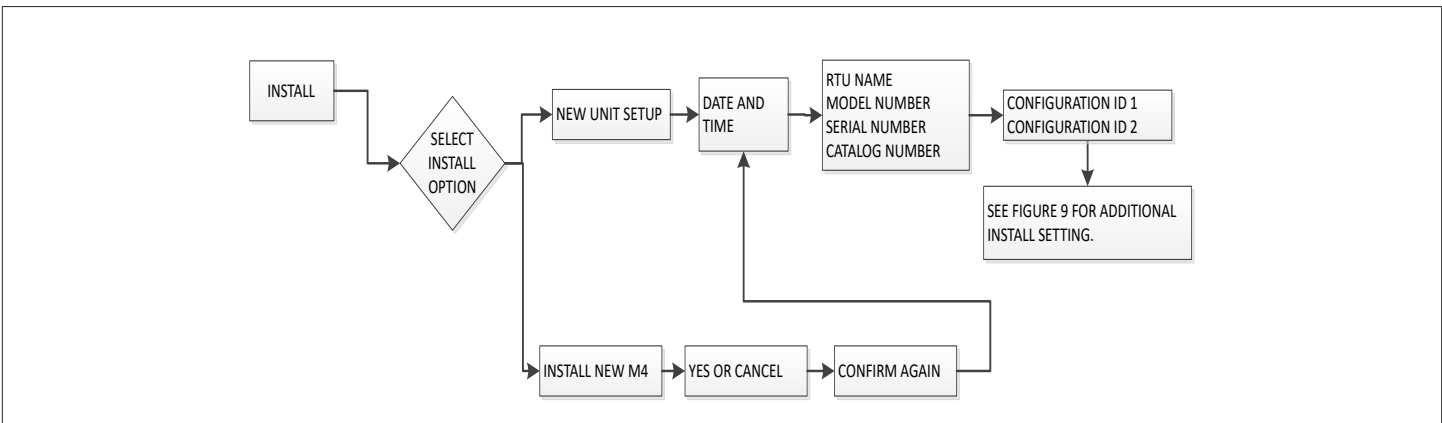 INSTALL
SELECT
INSTALL
OPTION
NEW UNIT SETUP
DATE AND
TIME
RTU NAME
MODEL NUMBER
SERIAL NUMBER
CATALOG NUMBER
CONFIGURATION ID 1
CONFIGURATION ID 2
SEE FIGURE 9 FOR ADDITIONAL
INSTALL SETTING.
INSTALL NEW M4
YES OR CANCEL
CONFIRM AGAIN